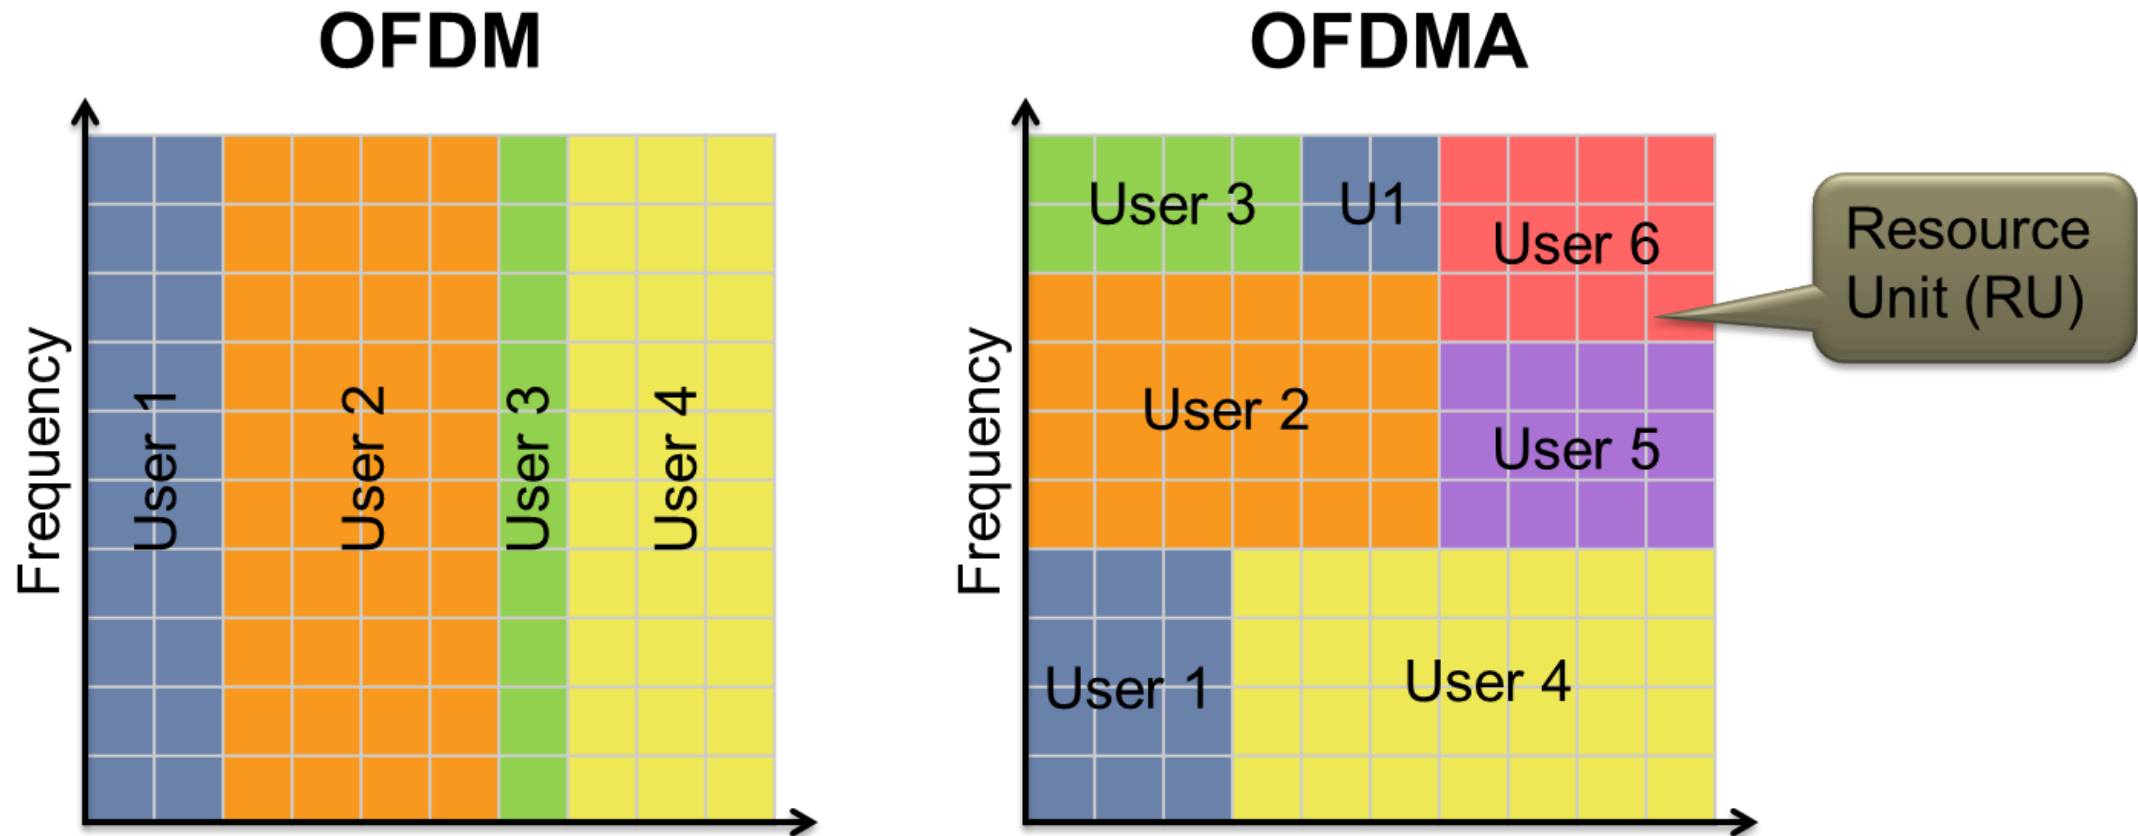 OFDM
Frequency
User 1
User 2
User 3
User 4
OFDMA
Frequency
User 3
U1
User 6
User 2
User 5
User 1
User 4
Resource
Unit (RU)